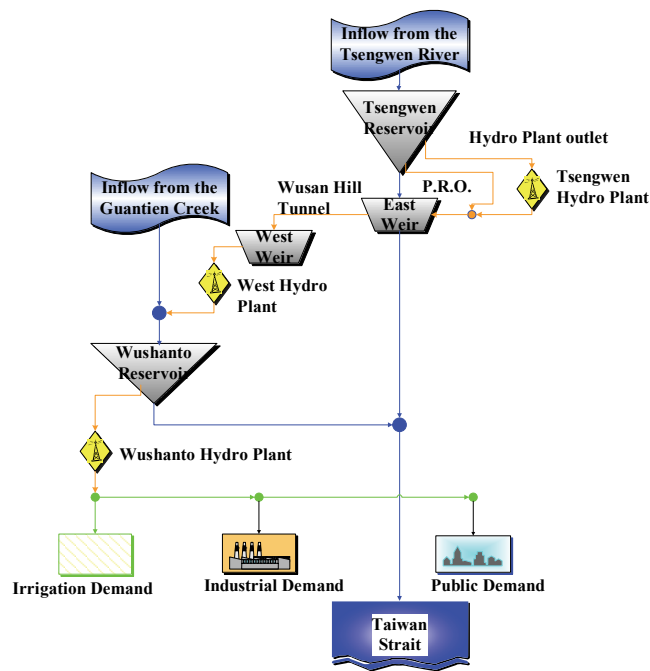 Inflow from the
Tsengwen River
Tsengwen
Reservoir
Hydro Plant outlet
Tsengwen
Hydro Plant
P.R.O.
Inflow from the
Guantien Creek
Wusan Hill
Tunnel
East
Weir
West
Weir
West Hydro
Plant
Wushanto
Reservoir
Wushanto Hydro Plant
Irrigation Demand
Industrial Demand
Public Demand
Taiwan
Strait